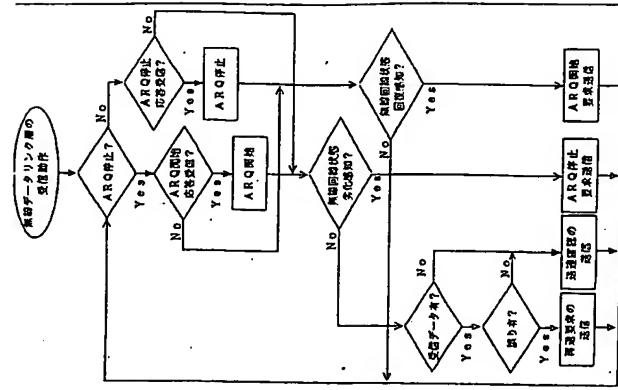 無線データリンク層の
受信動作
ARQ停止?
No
Yes
ARQ停止
応答受信?
No
Yes
ARQ停止
ARQ開始
応答受信?
No
Yes
ARQ開始
無線回線状態
劣化感知?
No
Yes
無線回線状態
回復感知?
No
Yes
受信データ有?
No
Yes
誤り有?
No
Yes
再送要求の
送信
送達確認の
送信
ARQ停止
要求送信
ARQ開始
要求送信